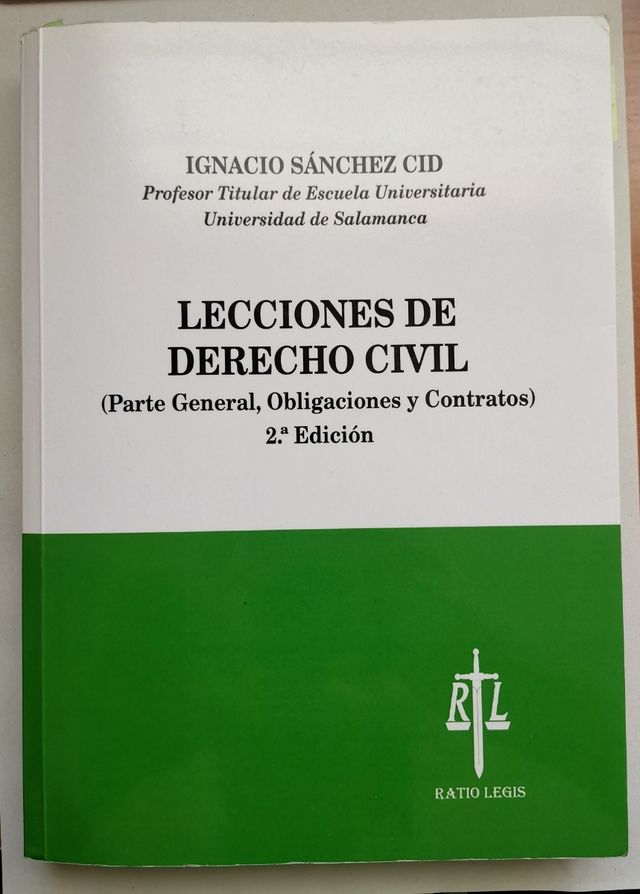 IGNACIO SÁNCHEZ CID
Profesor Titular de Escuela Universitaria
Universidad de Salamanca
LECCIONES DE
DERECHO CIVIL
(Parte General, Obligaciones y Contratos)
2.ª Edición
R L
RATIO LEGIS